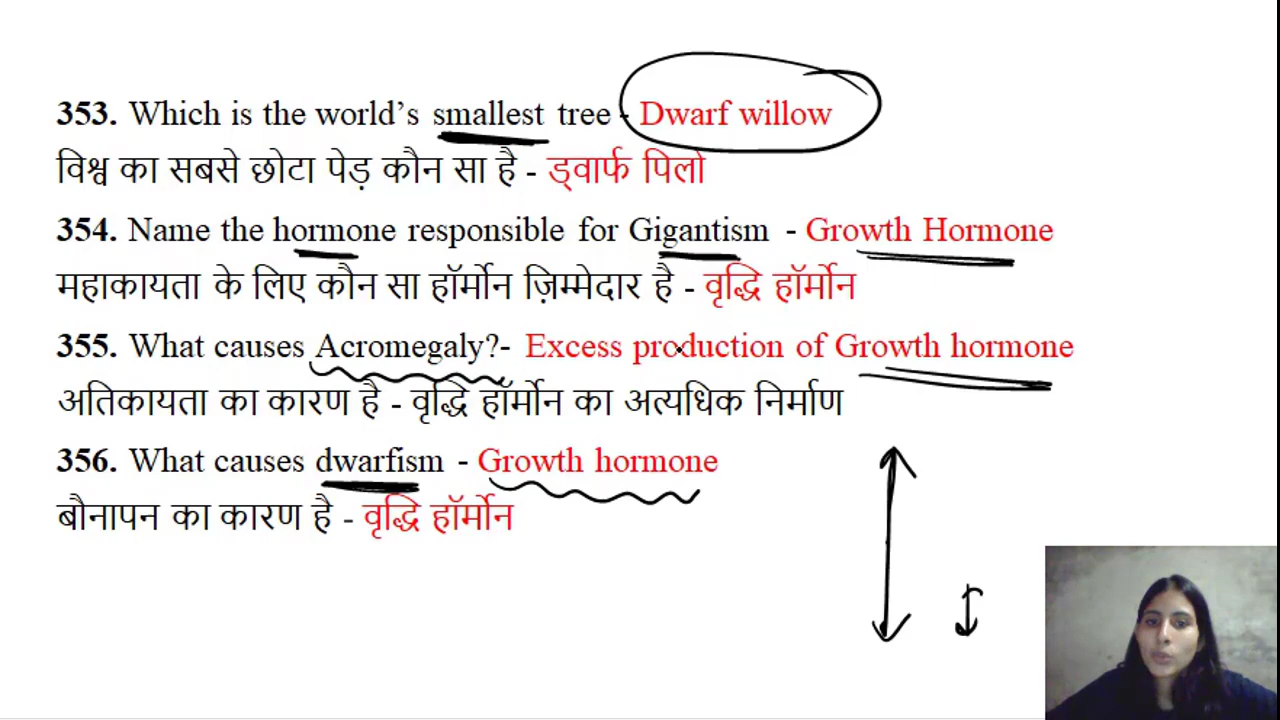 353. Which is the world's smallest tree - Dwarf willow
विश्व का सबसे छोटा पेड़ कौन सा है - ड्वार्फ पिलो
354. Name the hormone responsible for Gigantism - Growth Hormone
महाकायता के लिए कौन सा हॉर्मोन ज़िम्मेदार है - वृद्धि हॉर्मोन
355. What causes Acromegaly?- Excess production of Growth hormone
अतिकायता का कारण है - वृद्धि हॉर्मोन का अत्यधिक निर्माण
356. What causes dwarfism - Growth hormone
बौनापन का कारण है - वृद्धि हॉर्मोन